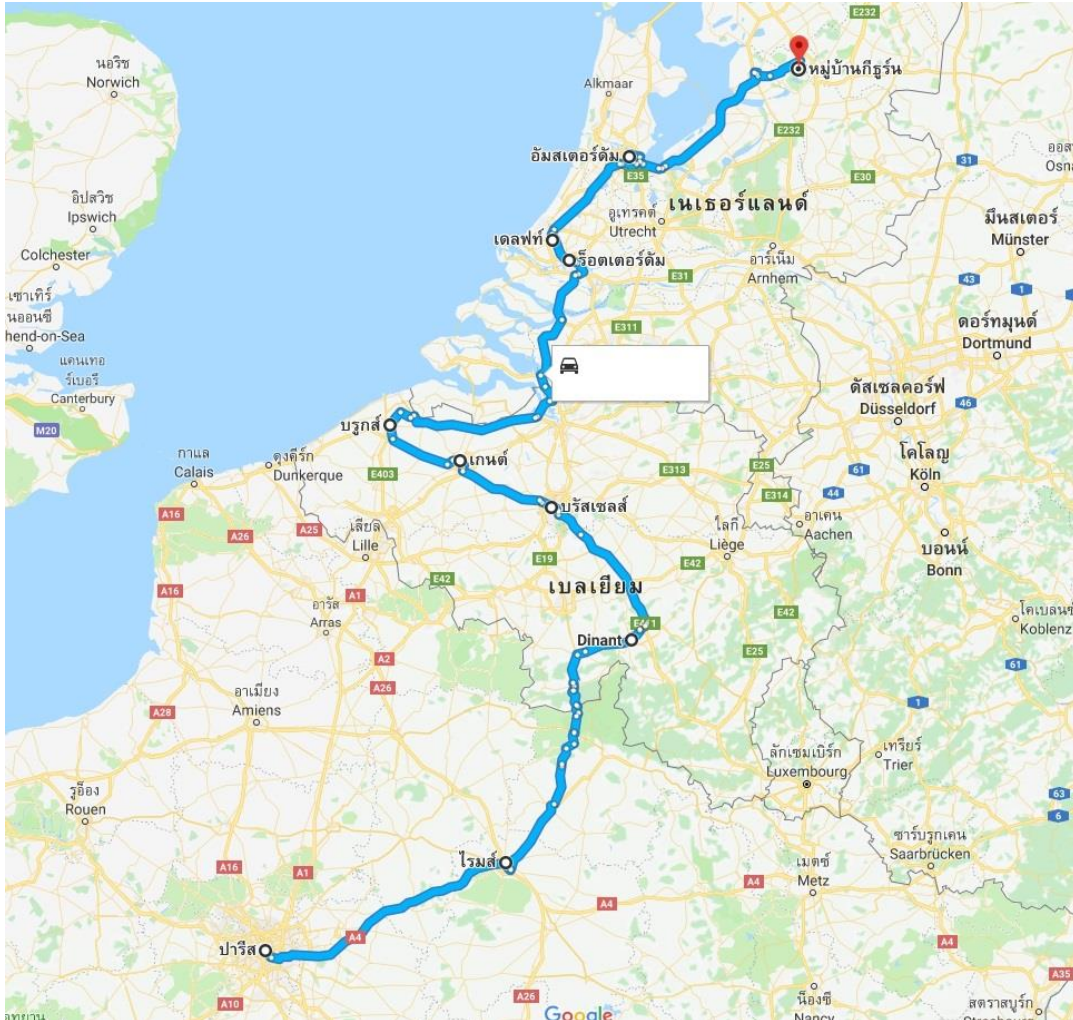 E232
นอริช
Norwich
หมู่บ้านกีธูร์น
Alkmaar
E232
อัมสเตอร์ดัม
E35
31
E30
อิปสวิช
Ipswich
เนเธอร์แลนด์
อูเทรคต์
Utrecht
มึนสเตอร์
Münster
เดลฟท์
Colchester
ร็อตเตอร์ดัม
E31
อาร์เน็ม
Arnhem
43
1
เซาเทิร์
นออนซี
hend-on-Sea
E311
ดอร์ทมุนด์
Dortmund
แคนเทอ
ร์เบอรี
Canterbury
ดัสเซลดอร์ฟ
Düsseldorf
46
M20
บรูกส์
กาแล
Calais
ดุงคีร์ก
Dunkerque
เกนต์
E403
E313
E25
61
โคโลญ
Köln
E314
44
บรัสเซลส์
A16
A25
A26
เลียล
Lille
ไลกี
Liège
อาเคน
Aachen
บอนน์
Bonn
E19
E42
E42
เบลเยียม
A16
A1
E42
อารัส
Arras
Dinant
E411
E25
Koblenz
A2
61
A26
อาเมียง
Amiens
A28
1
ลักเซมเบิร์ก
Luxembourg
เทรียร์
Trier
รูอ็อง
Rouen
63
6
ซาร์บรูกเคน
Saarbrücken
ไรมส์
A16
A1
เมตซ์
Metz
A4
A4
ปารีส
A4
A4
A35
A10
A26
น็องซี
Nancy
สตราสบูร์ก
Google